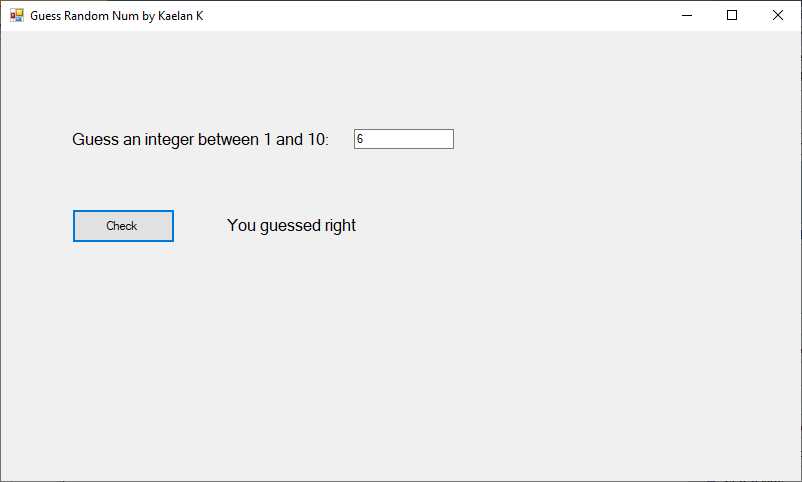 Guess Random Num by Kaelan K
Guess an integer between 1 and 10: 6
Check You guessed right